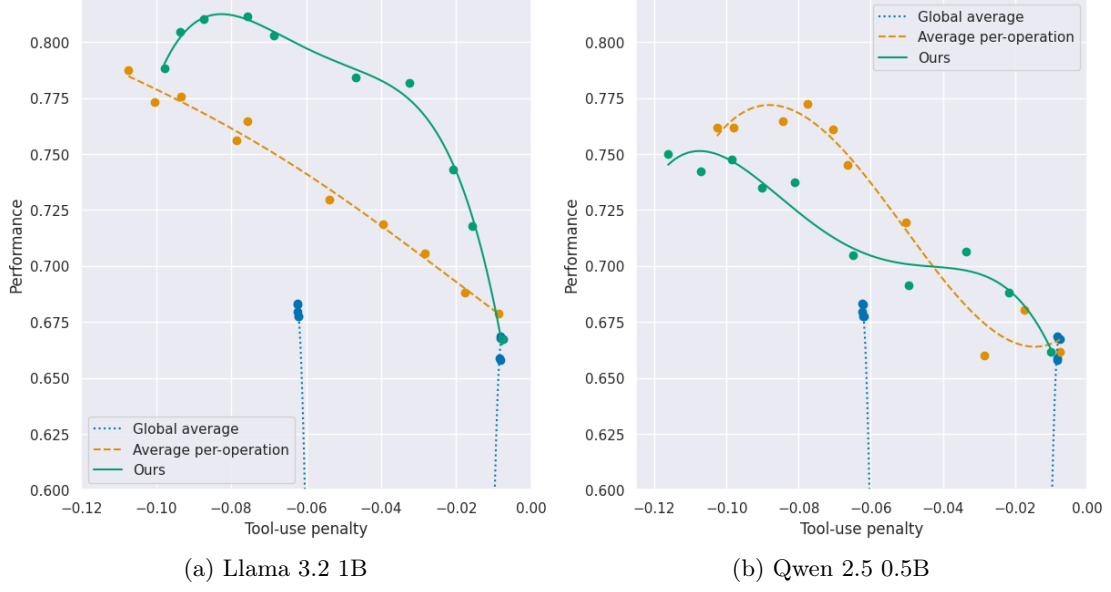 0.800
0.775
0.750
0.725
0.700
0.675
0.650
0.625
0.600
Performance
Global average
Average per-operation
Ours
−0.12 −0.10 −0.08 −0.06 −0.04 −0.02 0.00
Tool-use penalty
(a) Llama 3.2 1B
0.800
0.775
0.750
0.725
0.700
0.675
0.650
0.625
0.600
Performance
Global average
Average per-operation
Ours
−0.12 −0.10 −0.08 −0.06 −0.04 −0.02 0.00
Tool-use penalty
(b) Qwen 2.5 0.5B